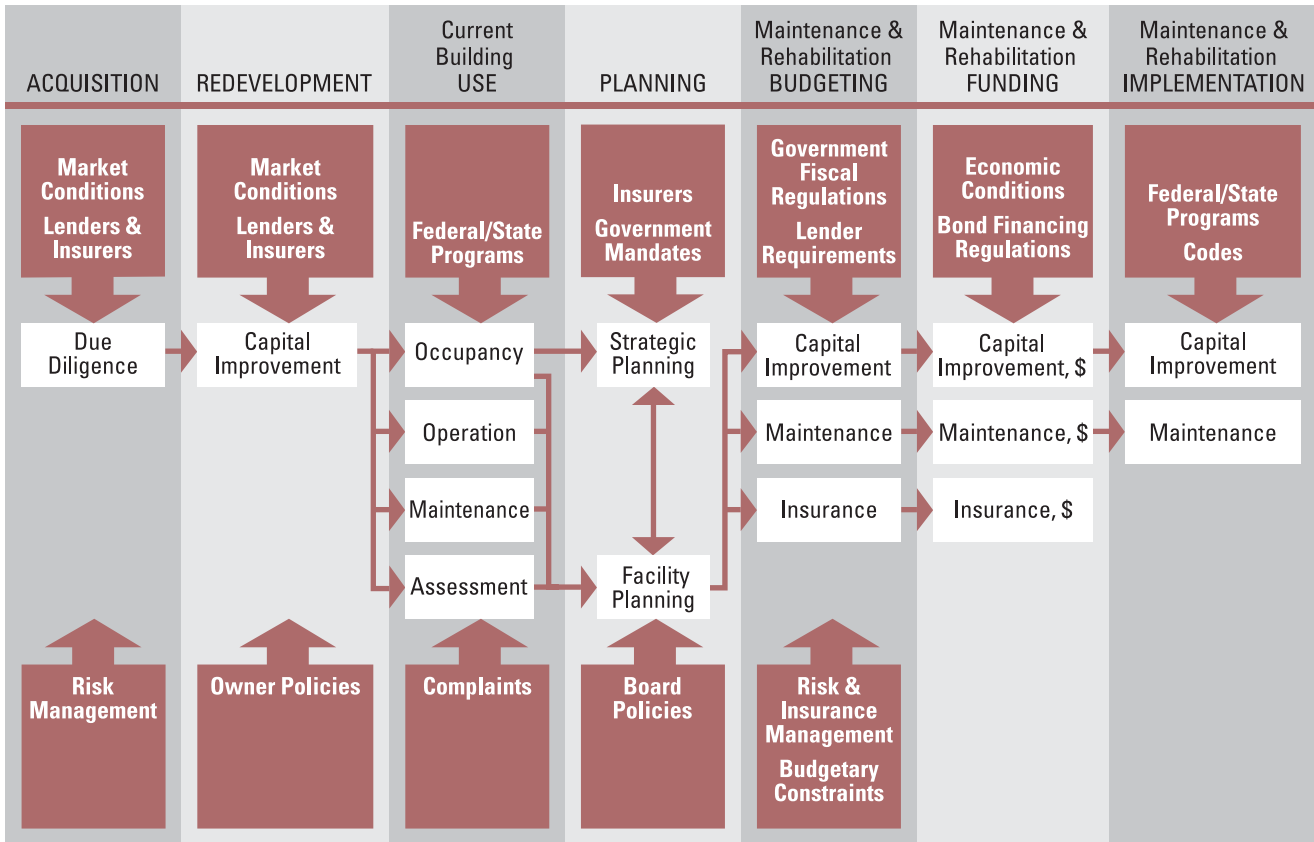 ACQUISITION
REDEVELOPMENT
Current
Building
USE
PLANNING
Maintenance &
Rehabilitation
BUDGETING
Maintenance &
Rehabilitation
FUNDING
Maintenance &
Rehabilitation
IMPLEMENTATION
Market
Conditions
Lenders &
Insurers
Market
Conditions
Lenders &
Insurers
Federal/State
Programs
Insurers
Government
Mandates
Government
Fiscal
Regulations
Lender
Requirements
Economic
Conditions
Bond Financing
Regulations
Federal/State
Programs
Codes
Due
Diligence
Capital
Improvement
Occupancy
Strategic
Planning
Capital
Improvement
Capital
Improvement, $
Capital
Improvement
Operation
Maintenance
Maintenance, $
Maintenance
Maintenance
Insurance
Insurance, $
Assessment
Facility
Planning
Risk
Management
Owner Policies
Complaints
Board
Policies
Risk &
Insurance
Management
Budgetary
Constraints